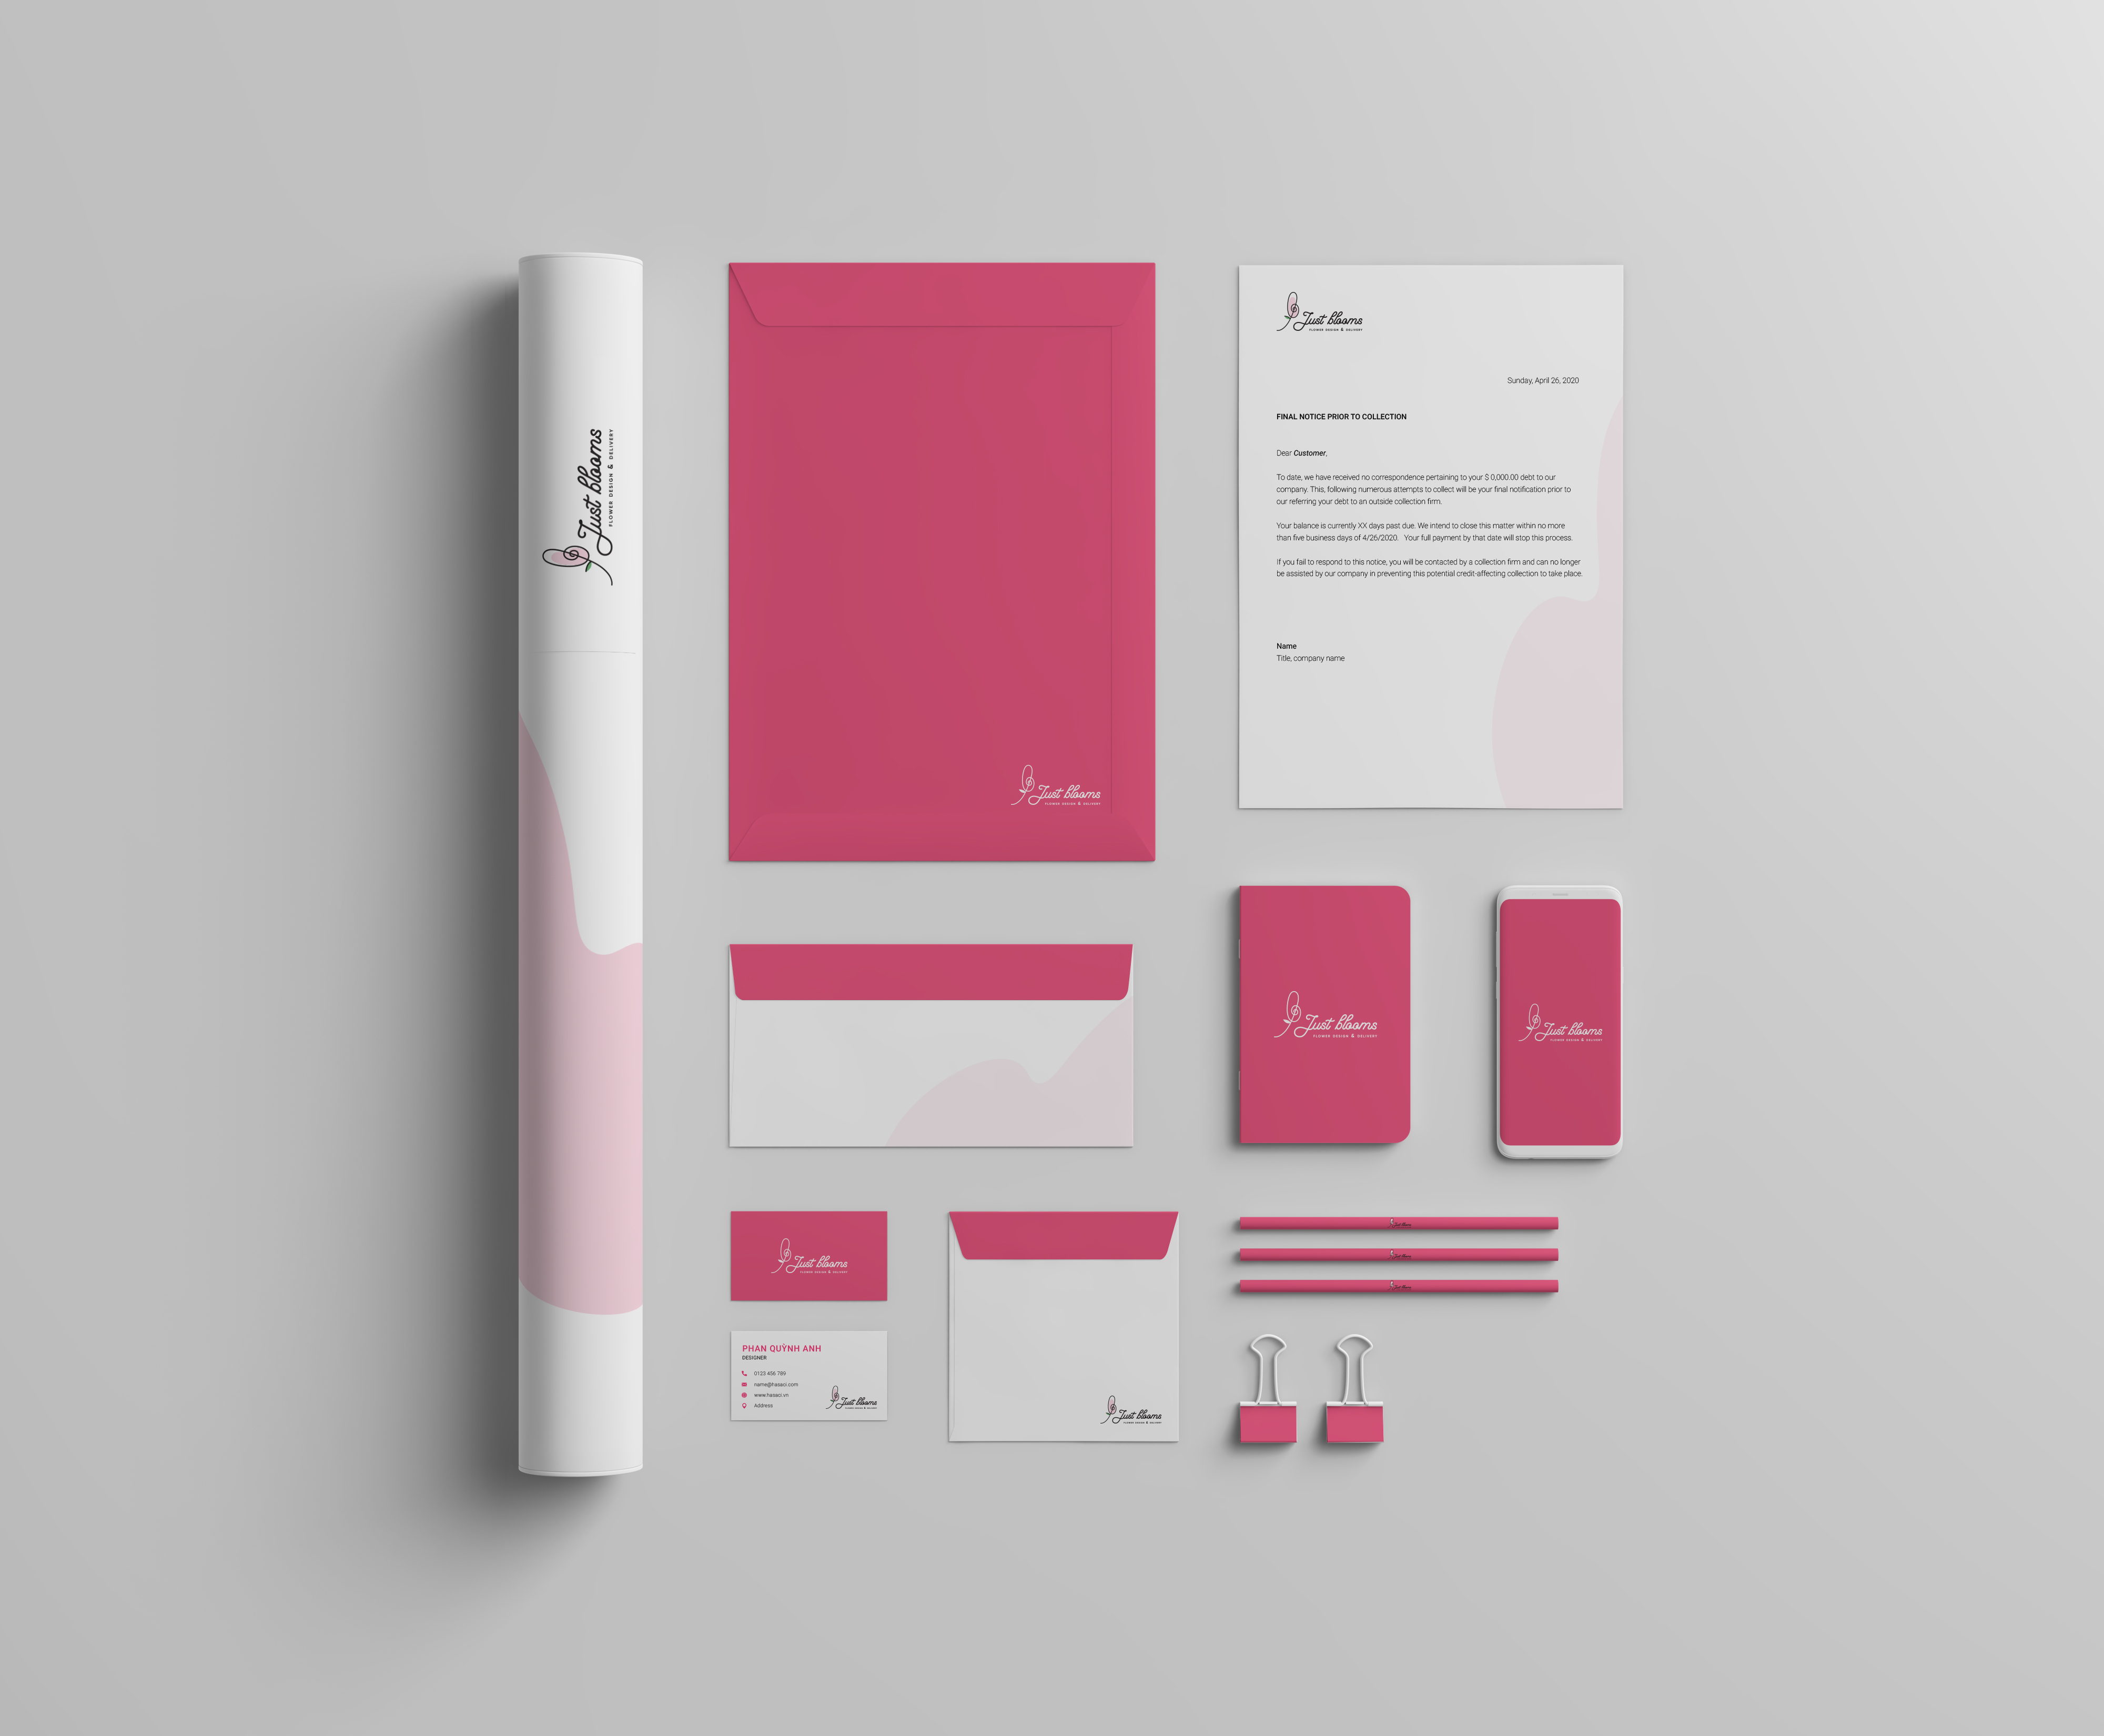 Just blooms
FLOWER DESIGN & DELIVERY
Just blooms
FLOWER DESIGN & DELIVERY
Just blooms
FLOWER DESIGN & DELIVERY
Sunday, April 26, 2020
FINAL NOTICE PRIOR TO COLLECTION
Dear Customer,
To date, we have received no correspondence pertaining to your $ 0,000.00 debt to our
company. This, following numerous attempts to collect will be your final notification prior to
our referring your debt to an outside collection firm.
Your balance is currently XX days past due. We intend to close this matter within no more
than five business days of 4/26/2020. Your full payment by that date will stop this process.
If you fail to respond to this notice, you will be contacted by a collection firm and can no longer
be assisted by our company in preventing this potential credit-affecting collection to take place.
Name
Title, company name
Just blooms
FLOWER DESIGN & DELIVERY
Just blooms
FLOWER DESIGN & DELIVERY
Just blooms
FLOWER DESIGN & DELIVERY
PHAN QUỲNH ANH
DESIGNER
0123 456 789
name@hasaci.com
www.hasaci.vn
Address
Just blooms
FLOWER DESIGN & DELIVERY
Just blooms
FLOWER DESIGN & DELIVERY
Just blooms
Just blooms
Just blooms